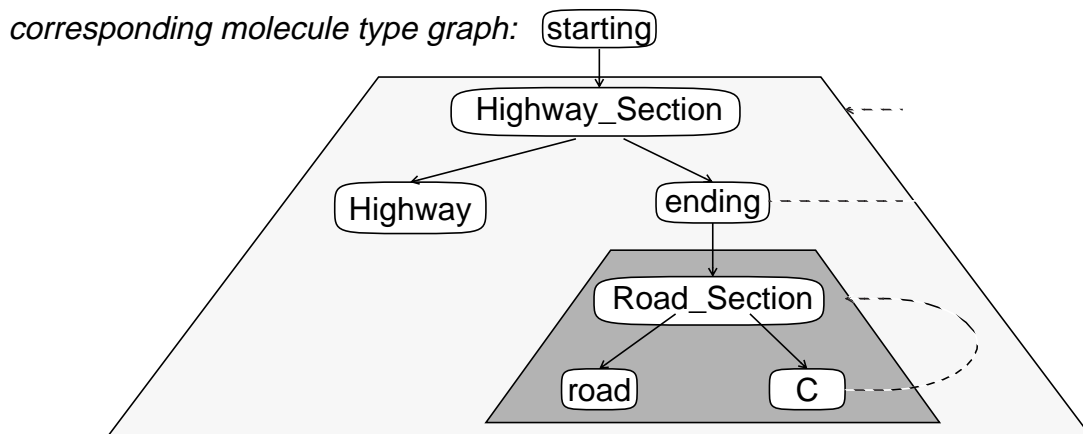 corresponding molecule type graph: starting
Highway_Section
Highway
ending
Road_Section
road
C